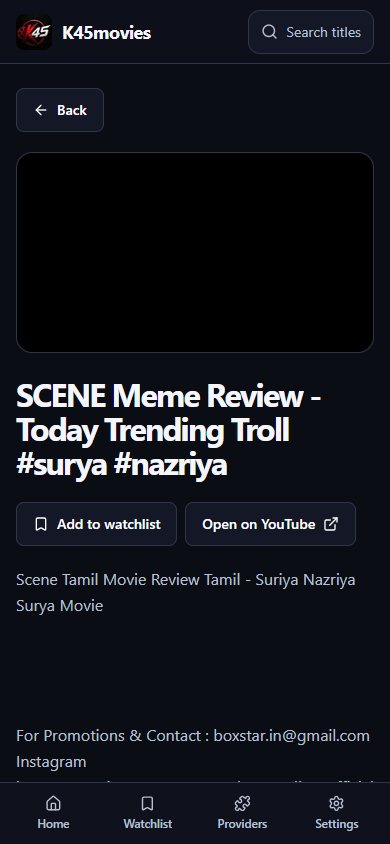 K45
K45movies
Search titles
Back
SCENE Meme Review -
Today Trending Troll
#surya #nazriya
Add to watchlist
Open on YouTube
Scene Tamil Movie Review Tamil - Suriya Nazriya
Surya Movie
For Promotions & Contact : boxstar.in@gmail.com
Instagram
Home
Watchlist
Providers
Settings